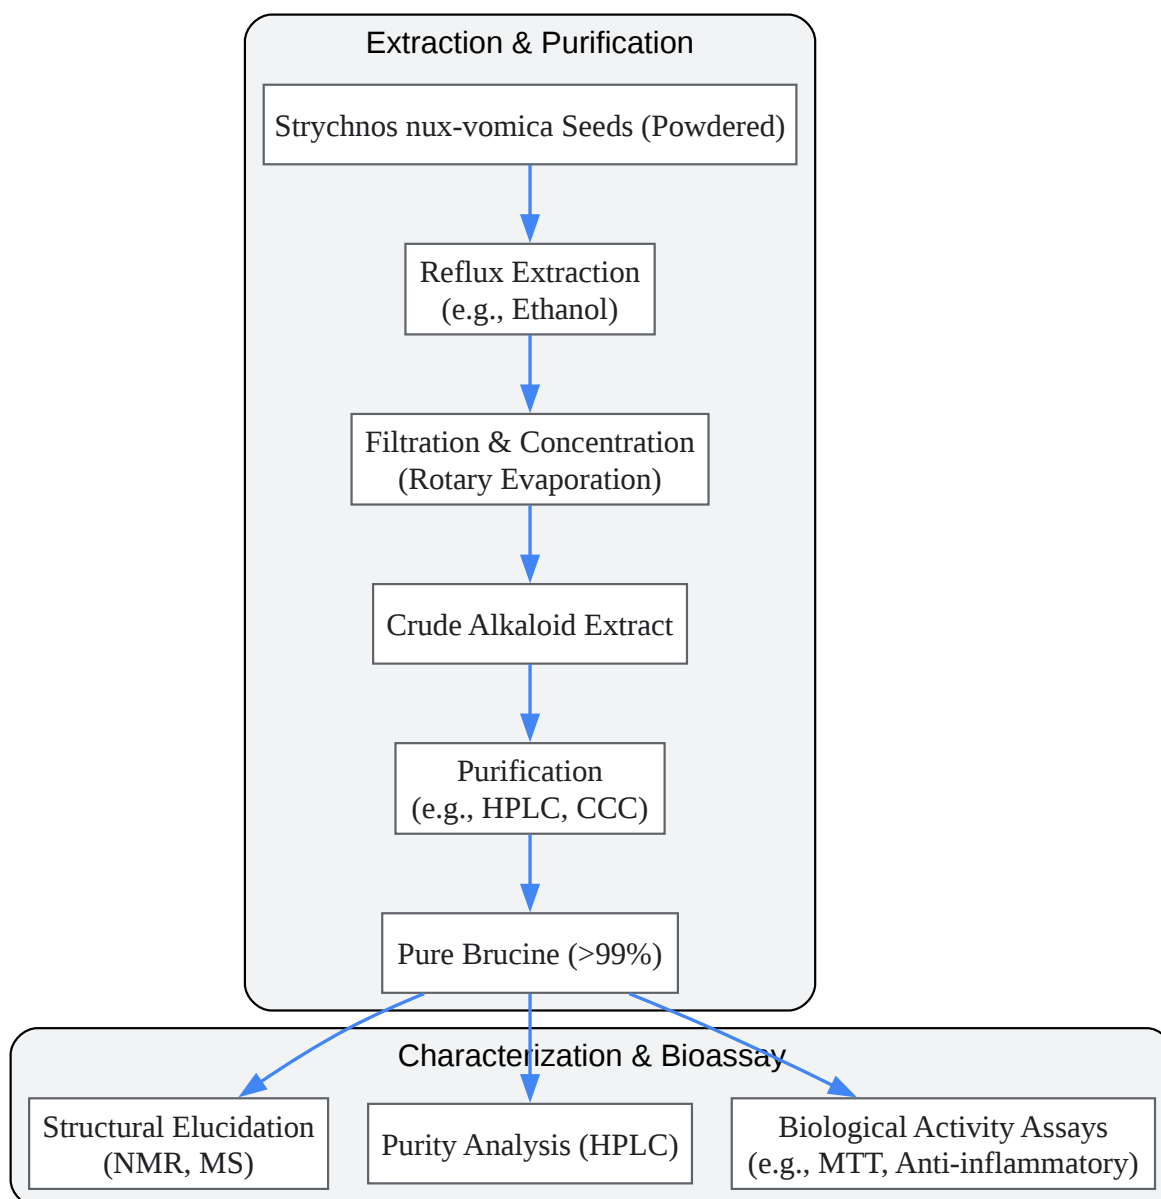 Extraction & Purification
Strychnos nux-vomica Seeds (Powdered)
Reflux Extraction
(e.g., Ethanol)
Filtration & Concentration
(Rotary Evaporation)
Crude Alkaloid Extract
Purification
(e.g., HPLC, CCC)
Pure Brucine (>99%)
Characterization & Bioassay
Structural Elucidation
(NMR, MS)
Purity Analysis (HPLC)
Biological Activity Assays
(e.g., MTT, Anti-inflammatory)